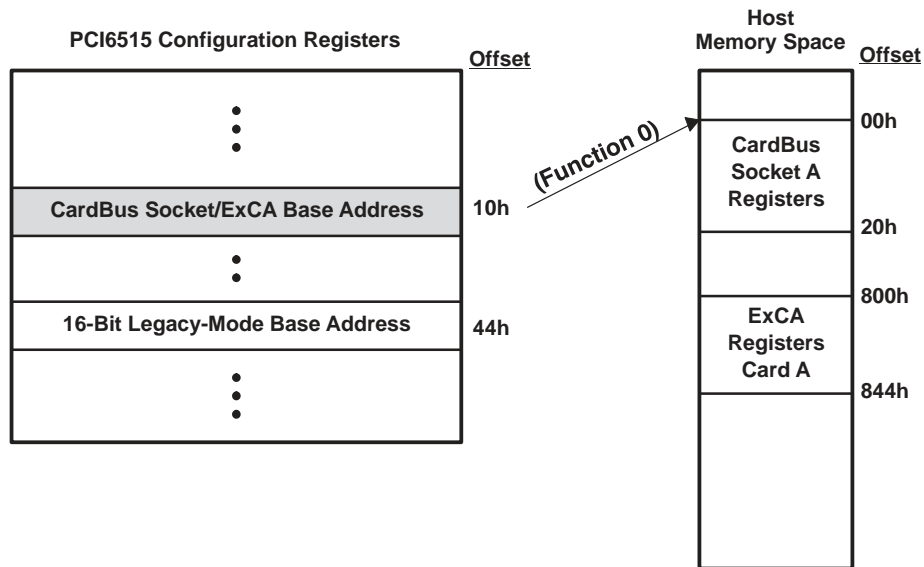 PCI6515 Configuration Registers
Offset
CardBus Socket/ExCA Base Address
10h
16-Bit Legacy-Mode Base Address
44h
(Function 0)
Host
Memory Space
Offset
00h
CardBus
Socket A
Registers
20h
800h
ExCA
Registers
Card A
844h